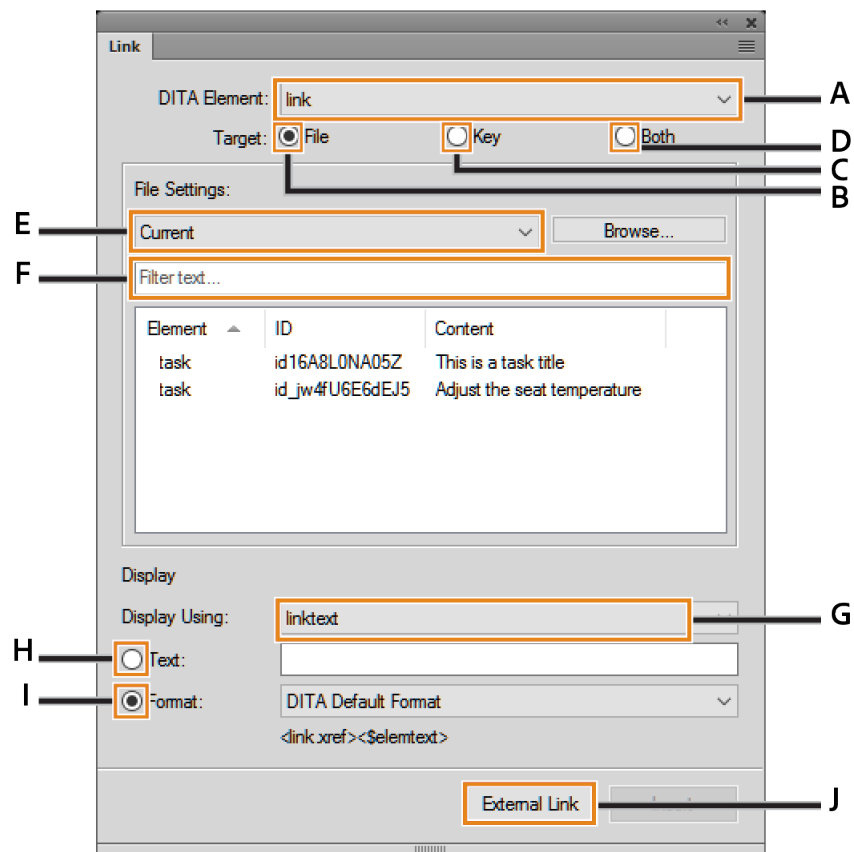 Link
DITA Element: link A
Target: File Key Both D
C
B
File Settings:
E Current Browse...
F Filter text...
Element ID Content
task id16A8L0NA05Z This is a task title
task id_jw4fU6E6dEJ5 Adjust the seat temperature
Display
Display Using: linktext G
H Text:
I Format: DITA Default Format
<link.xref><$elemtext>
External Link J